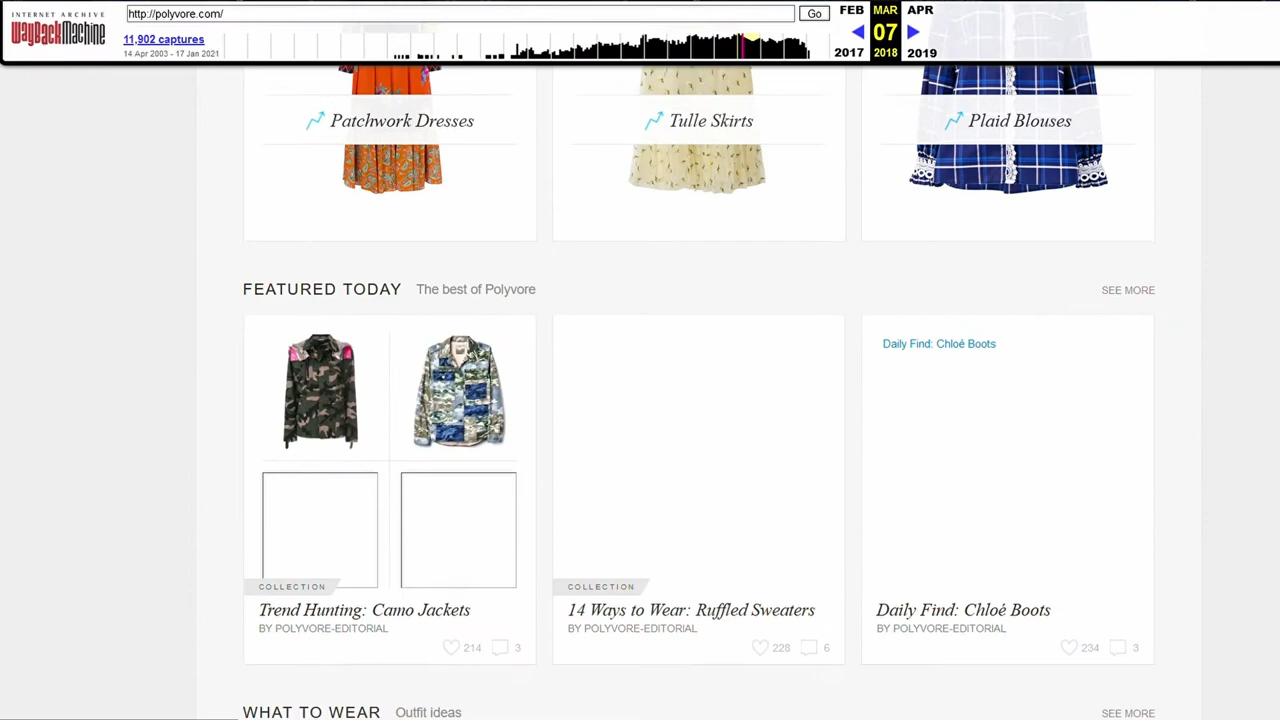 INTERNET ARCHIVE
WayBackMachine
http://polyvore.com/
Go
11,902 captures
14 Apr 2003 - 17 Jan 2021
FEB
MAR
APR
07
2017
2018
2019
Patchwork Dresses
Tulle Skirts
Plaid Blouses
FEATURED TODAY The best of Polyvore
SEE MORE
Daily Find: Chloé Boots
COLLECTION
Trend Hunting: Camo Jackets
BY POLYVORE-EDITORIAL
214 3
COLLECTION
14 Ways to Wear: Ruffled Sweaters
BY POLYVORE-EDITORIAL
228 6
Daily Find: Chloé Boots
BY POLYVORE-EDITORIAL
234 3
WHAT TO WEAR Outfit ideas
SEE MORE